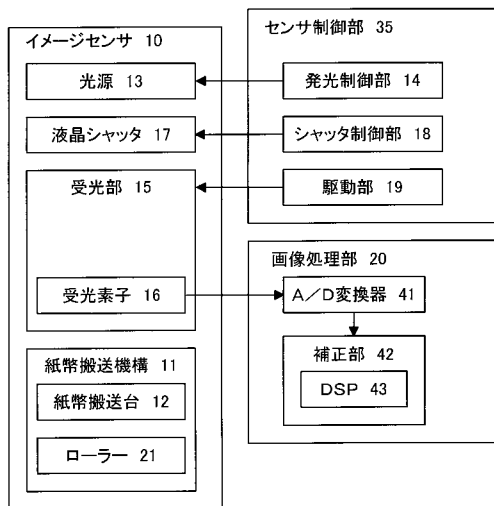 イメージセンサ 10
光源 13
液晶シャッタ 17
受光部 15
受光素子 16
紙幣搬送機構 11
紙幣搬送台 12
ローラー 21
センサ制御部 35
発光制御部 14
シャッタ制御部 18
駆動部 19
画像処理部 20
A/D変換器 41
補正部 42
DSP 43